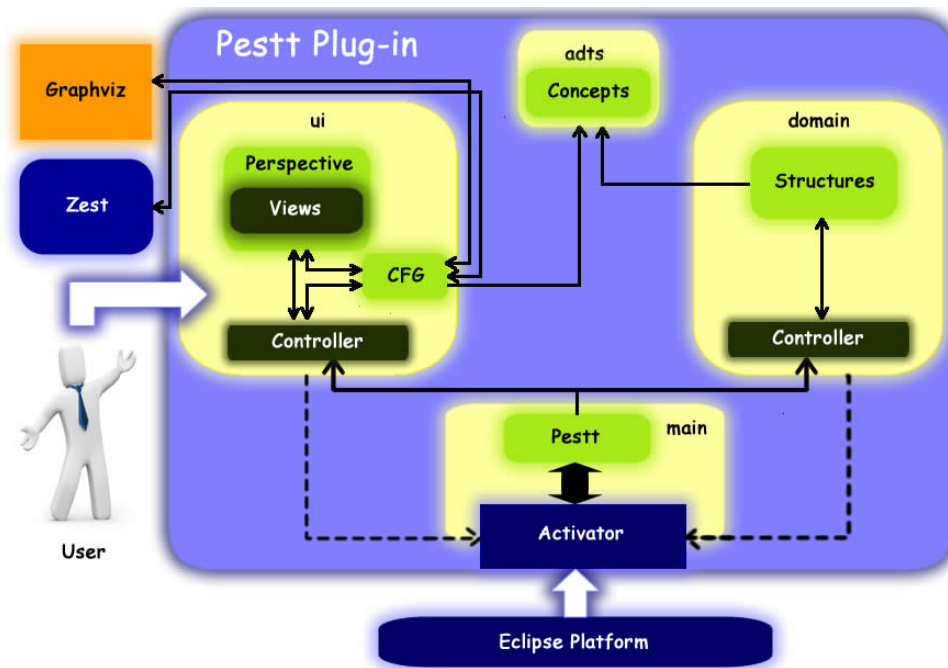 Pestt Plug-in
Graphviz
adts
Concepts
ui
domain
Perspective
Structures
Zest
Views
CFG
Controller
Controller
Pestt
main
Activator
User
Eclipse Platform